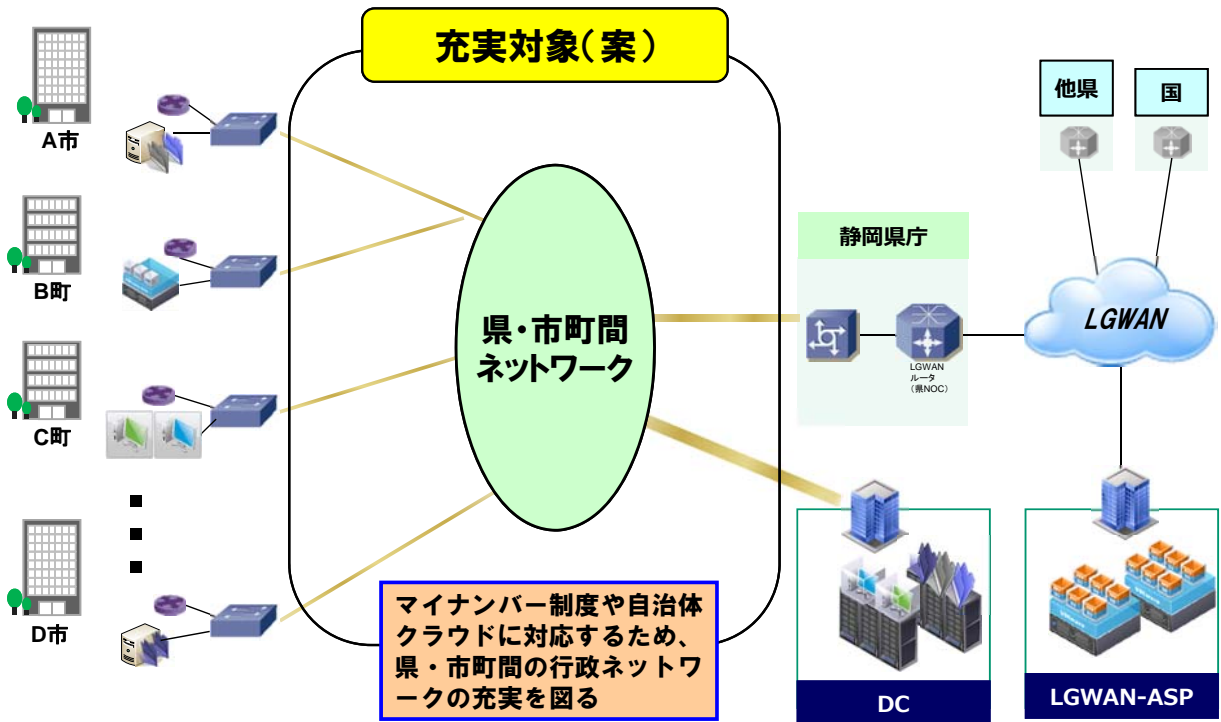 充実対象（案）
他県
国
A市
静岡県庁
B町
県・市町間
ネットワーク
LGWAN
LGWAN
ルータ
（県NOC）
C町
D市
マイナンバー制度や自治体
クラウドに対応するため、
県・市町間の行政ネットワ
ークの充実を図る
DC
LGWAN-ASP